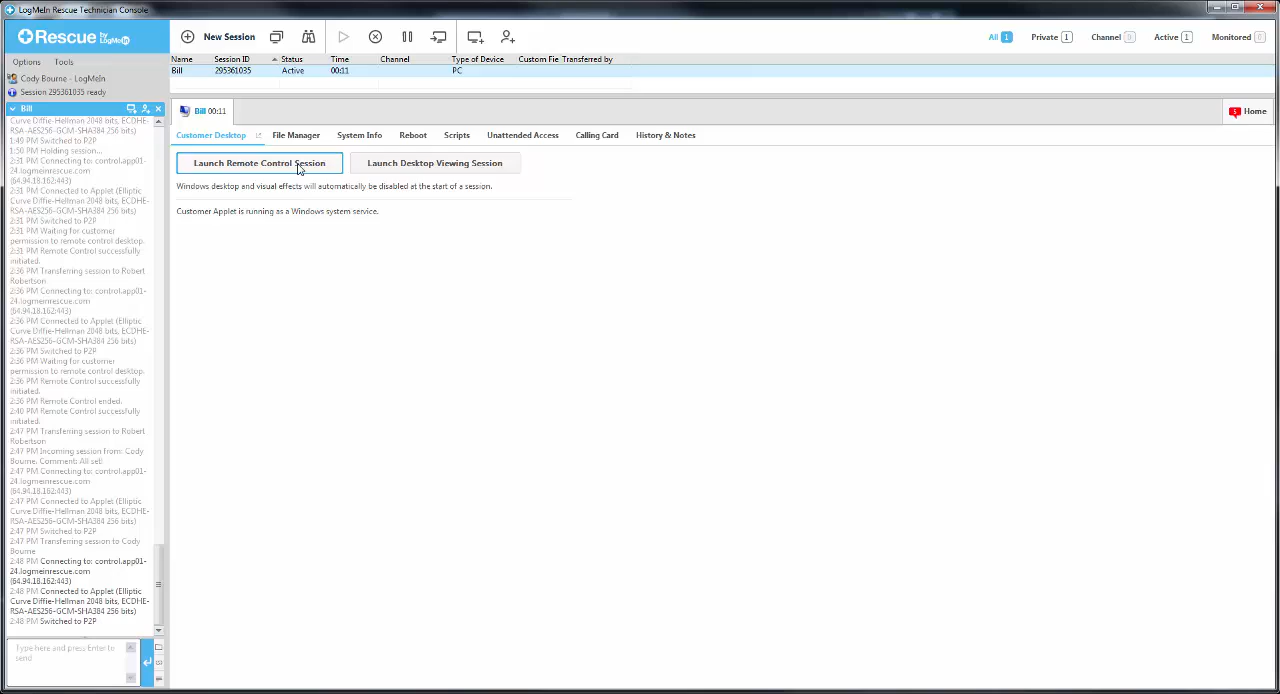 LogMeIn Rescue Technician Console
Rescue by LogMeIn
New Session
All 1 Private 1 Channel 0 Active 1 Monitored 0
Options Tools
Name Session ID Status Time Channel Type of Device Custom Fie Transferred by
Bill 295361035 Active 00:11 PC
Cody Bourne - LogMeIn
Session 295361035 ready
Bill
Bill 00:11
Home
Customer Desktop File Manager System Info Reboot Scripts Unattended Access Calling Card History & Notes
Launch Remote Control Session Launch Desktop Viewing Session
Windows desktop and visual effects will automatically be disabled at the start of a session.
Customer Applet is running as a Windows system service.
Curve Diffie-Hellman 2048 bits, ECDHE-
RSA-AES256-GCM-SHA384 256 bits)
1:49 PM Switched to P2P
1:50 PM Holding session...
2:31 PM Connecting to: control.app01-
24.logmeinrescue.com
(64.94.18.162:443)
2:31 PM Connected to Applet (Elliptic
Curve Diffie-Hellman 2048 bits, ECDHE-
RSA-AES256-GCM-SHA384 256 bits)
2:31 PM Switched to P2P
2:31 PM Waiting for customer
permission to remote control desktop.
2:31 PM Remote Control successfully
initiated.
2:36 PM Transferring session to Robert
Robertson
2:36 PM Connecting to: control.app01-
24.logmeinrescue.com
(64.94.18.162:443)
2:36 PM Connected to Applet (Elliptic
Curve Diffie-Hellman 2048 bits, ECDHE-
RSA-AES256-GCM-SHA384 256 bits)
2:36 PM Switched to P2P
2:36 PM Waiting for customer
permission to remote control desktop.
2:36 PM Remote Control successfully
initiated.
2:36 PM Remote Control ended.
2:40 PM Remote Control successfully
initiated.
2:47 PM Transferring session to Robert
Robertson
2:47 PM Incoming session from: Cody
Bourne. Comment: All set!
2:47 PM Connecting to: control.app01-
24.logmeinrescue.com
(64.94.18.162:443)
2:47 PM Connected to Applet (Elliptic
Curve Diffie-Hellman 2048 bits, ECDHE-
RSA-AES256-GCM-SHA384 256 bits)
2:47 PM Switched to P2P
2:47 PM Transferring session to Cody
Bourne
2:48 PM Connecting to: control.app01-
24.logmeinrescue.com
(64.94.18.162:443)
2:48 PM Connected to Applet (Elliptic
Curve Diffie-Hellman 2048 bits, ECDHE-
RSA-AES256-GCM-SHA384 256 bits)
2:48 PM Switched to P2P
Type here and press Enter to
send